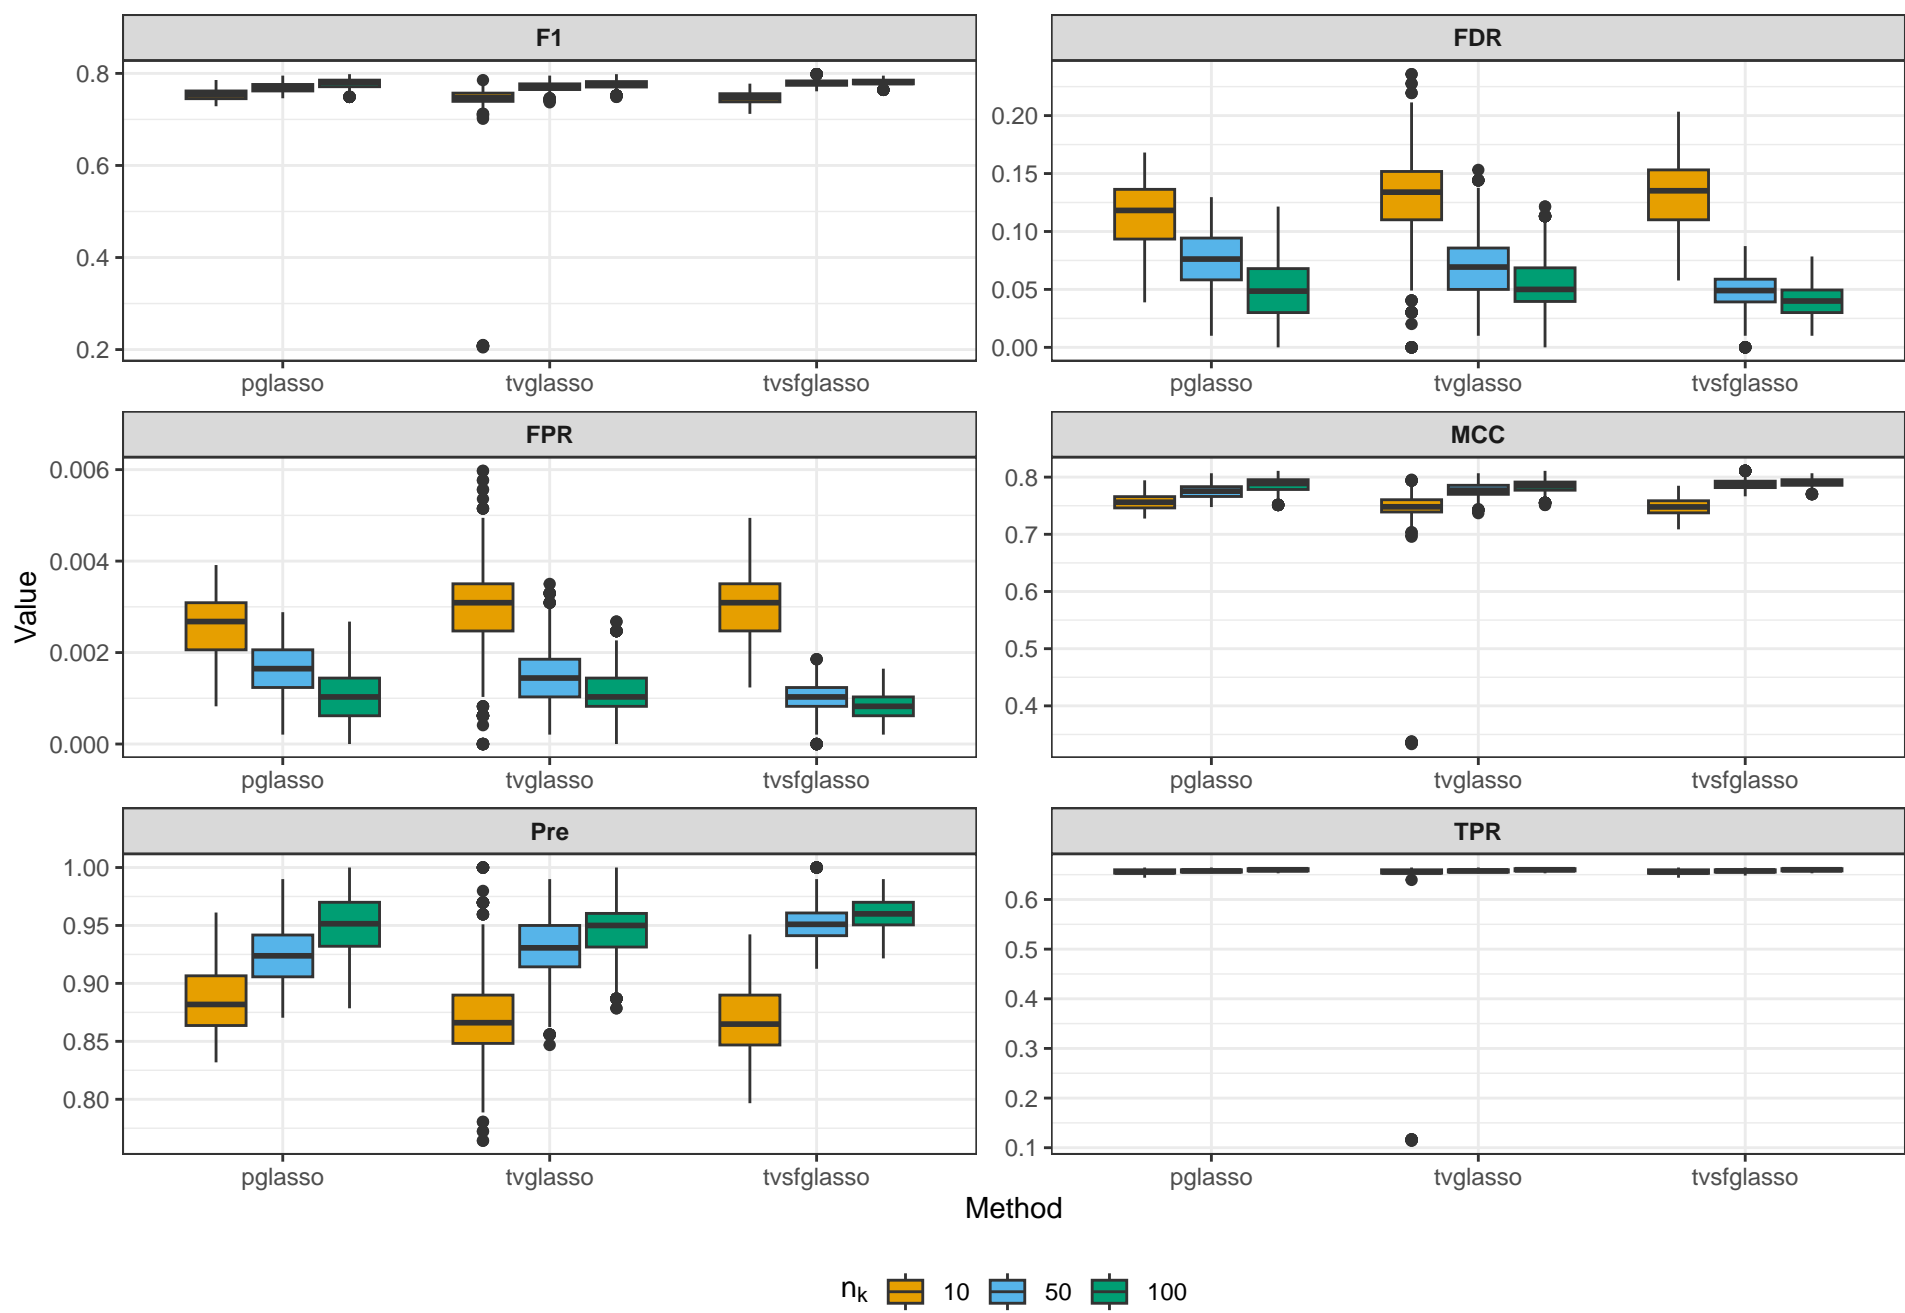 F1
FDR
0.8
0.6
0.4
0.2
0.20
0.15
0.10
0.05
0.00
pglasso tvglasso tvsfglasso
pglasso tvglasso tvsfglasso
FPR
MCC
0.006
0.004
0.002
0.000
0.8
0.7
0.6
0.5
0.4
pglasso tvglasso tvsfglasso
pglasso tvglasso tvsfglasso
Value
Pre
TPR
1.00
0.95
0.90
0.85
0.80
0.6
0.5
0.4
0.3
0.2
0.1
pglasso tvglasso tvsfglasso
pglasso tvglasso tvsfglasso
Method
nk 10 50 100